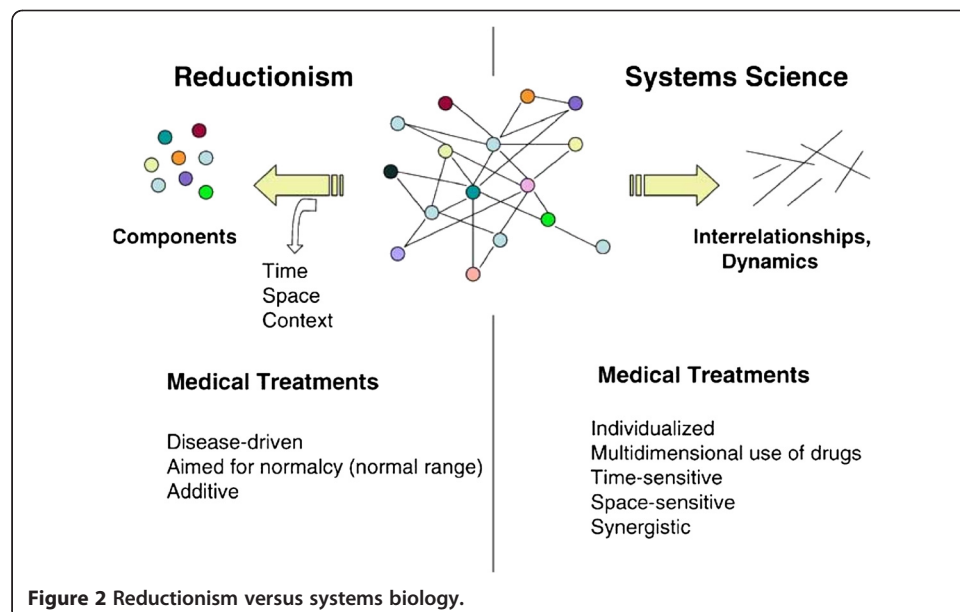 Reductionism
Systems Science
Components
Time
Space
Context
Interrelationships,
Dynamics
Medical Treatments
Disease-driven
Aimed for normalcy (normal range)
Additive
Medical Treatments
Individualized
Multidimensional use of drugs
Time-sensitive
Space-sensitive
Synergistic
Figure 2 Reductionism versus systems biology.